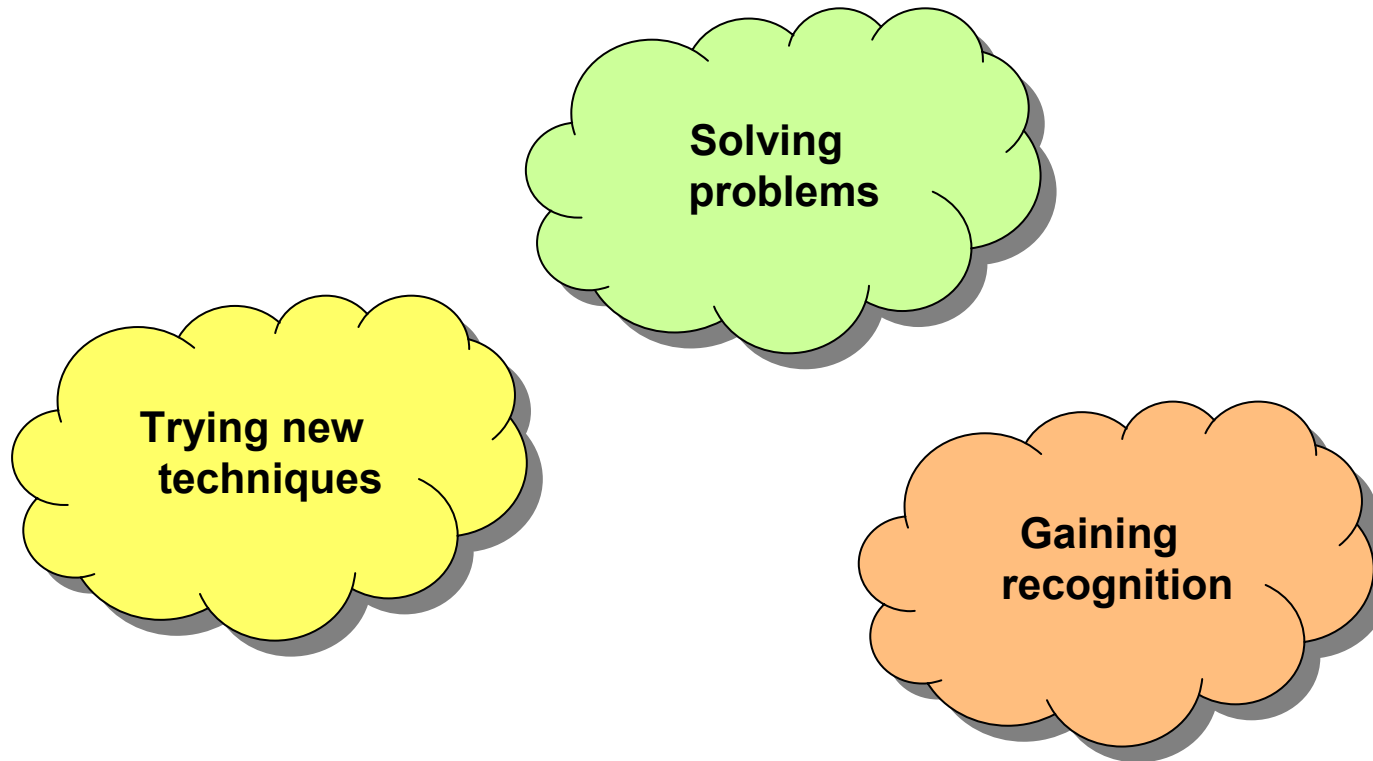 Solving
problems
Trying new
techniques
Gaining
recognition